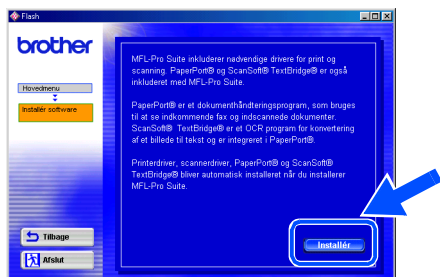 Flash
brother
Hovedmenu
Installér software
MFL-Pro Suite inkluderer nødvendige drivere for print og
scanning. PaperPort® og ScanSoft® TextBridge® er også
inkluderet med MFL-Pro Suite.
PaperPort® er et dokumenthåndteringsprogram, som bruges
til at se indkommende fax og indscannede dokumenter.
ScanSoft® TextBridge® er et OCR program for konvertering
af et billede til tekst og er integreret i PaperPort®.
Printerdriver, scannerdriver, PaperPort® og ScanSoft®
TextBridge® bliver automatisk installeret når du installerer
MFL-Pro Suite.
Installér
Tilbage
Afslut